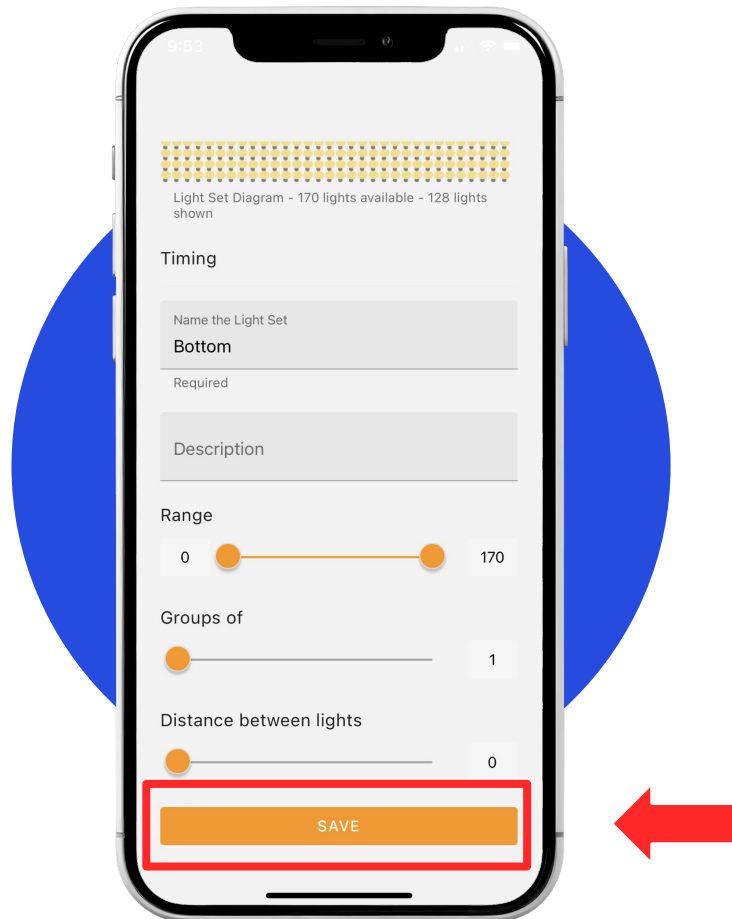 9:53
Light Set Diagram - 170 lights available - 128 lights
shown
Timing
Name the Light Set
Bottom
Required
Description
Range
0
170
Groups of
1
Distance between lights
0
SAVE